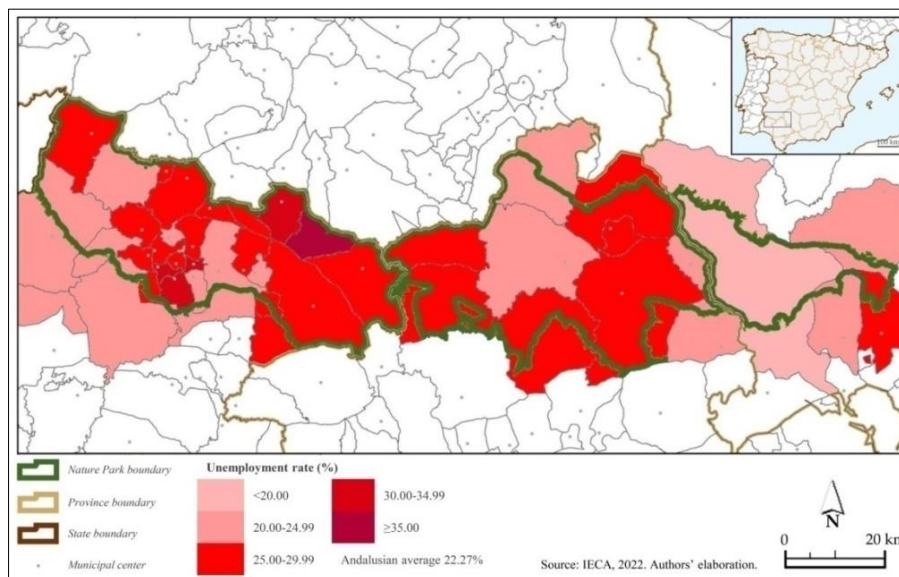 100 km
Nature Park boundary
Province boundary
State boundary
Municipal center
Unemployment rate (%)
<20.00
20.00-24.99
25.00-29.99
30.00-34.99
≥35.00
Andalusian average 22.27%
Source: IECA, 2022. Authors' elaboration.
N
0
20 km